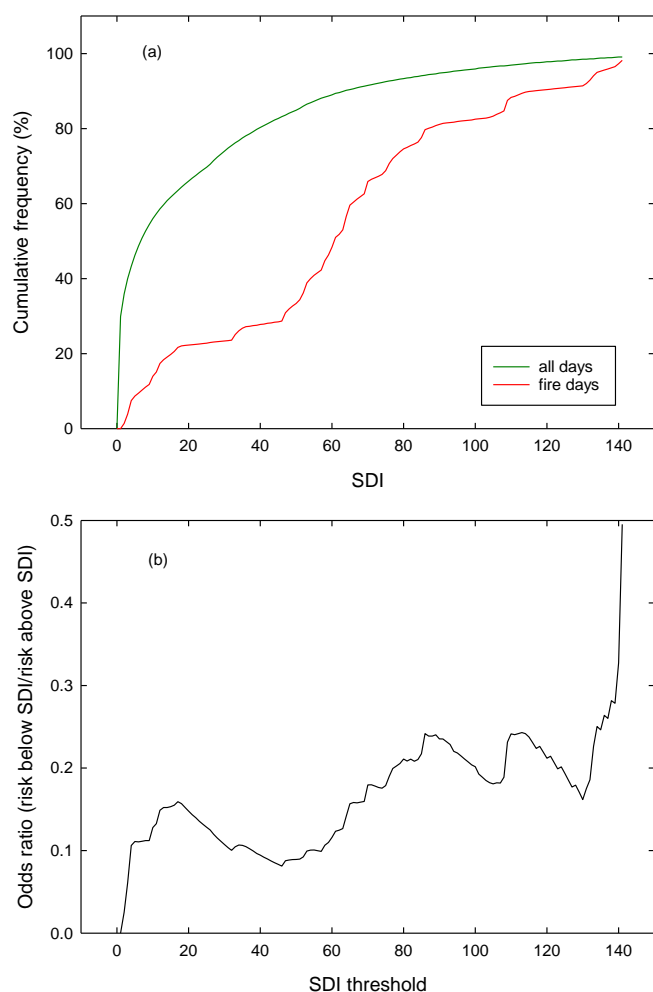 (a)
Cumulative frequency (%)
100
80
60
40
20
0
all days
fire days
0 20 40 60 80 100 120 140
SDI
(b)
Odds ratio (risk below SDI/risk above SDI)
0.5
0.4
0.3
0.2
0.1
0.0
0 20 40 60 80 100 120 140
SDI threshold